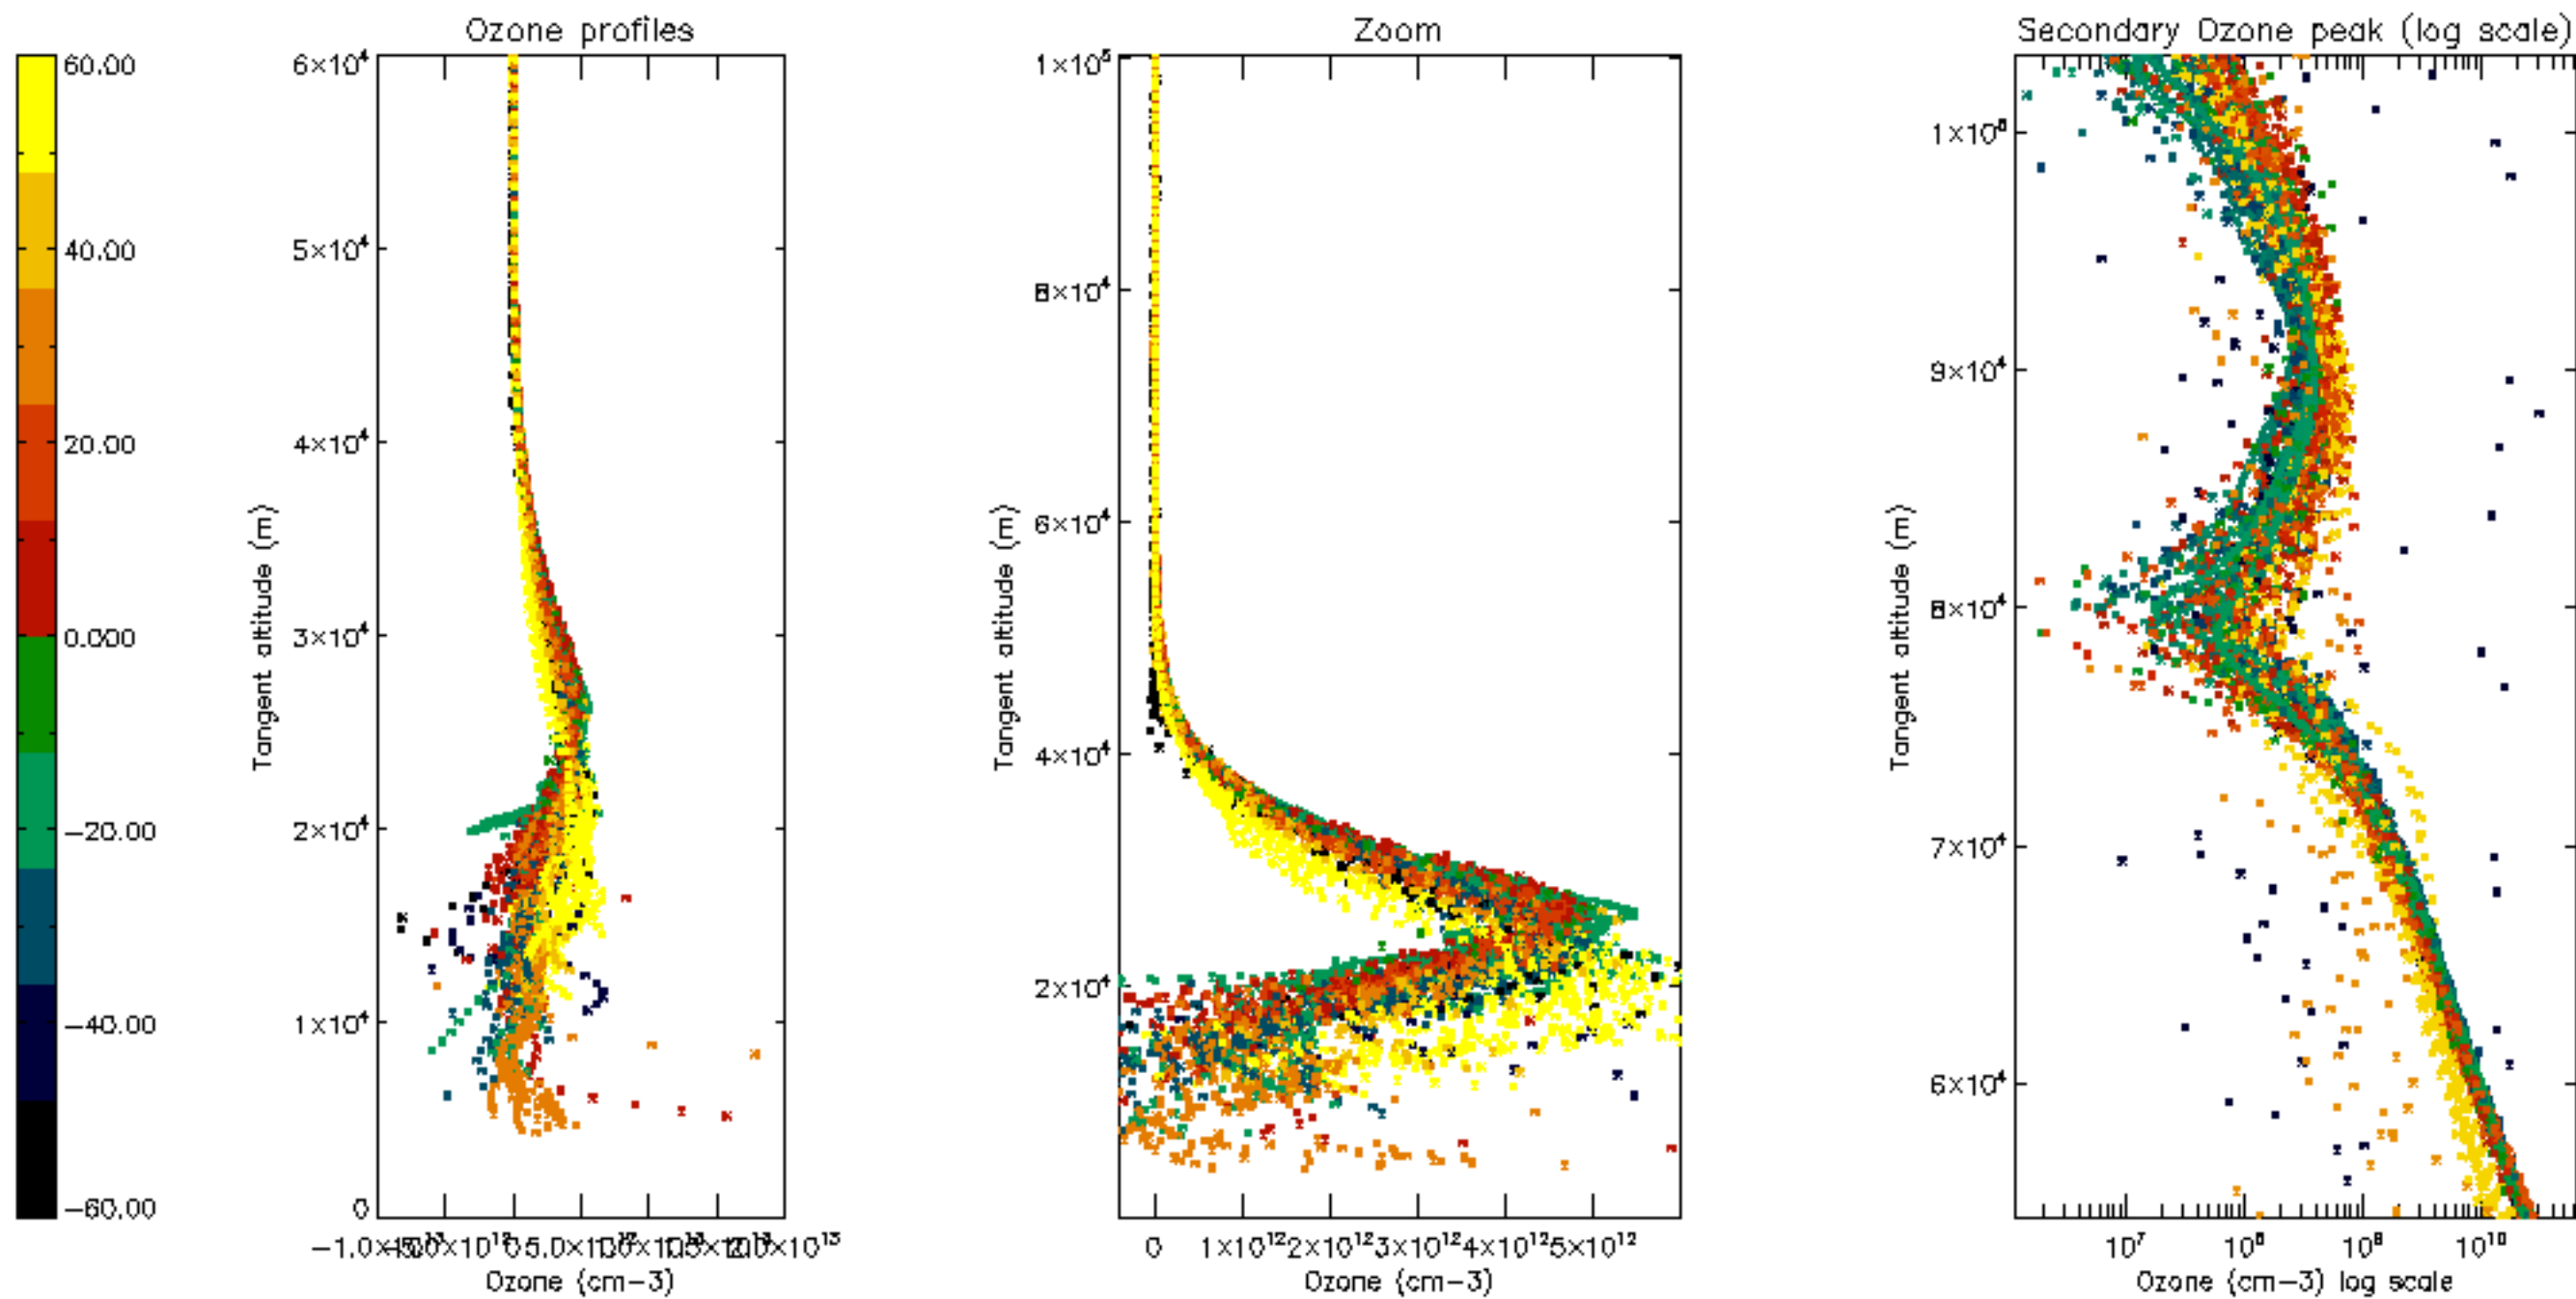 Ozone profiles
Zoom
Secondary Ozone peak (log scale)
60.00
40.00
20.00
0.000
−20.00
−40.00
−60.00
6×10⁴
5×10⁴
4×10⁴
3×10⁴
2×10⁴
1×10⁴
0
Tangent altitude (m)
Ozone (cm−3)
1×10⁵
8×10⁴
6×10⁴
4×10⁴
2×10⁴
Tangent altitude (m)
0 1×10¹² 2×10¹² 3×10¹² 4×10¹² 5×10¹²
Ozone (cm−3)
9×10⁴
8×10⁴
7×10⁴
6×10⁴
Tangent altitude (m)
10⁷ 10⁸ 10⁹ 10¹⁰
Ozone (cm−3) log scale